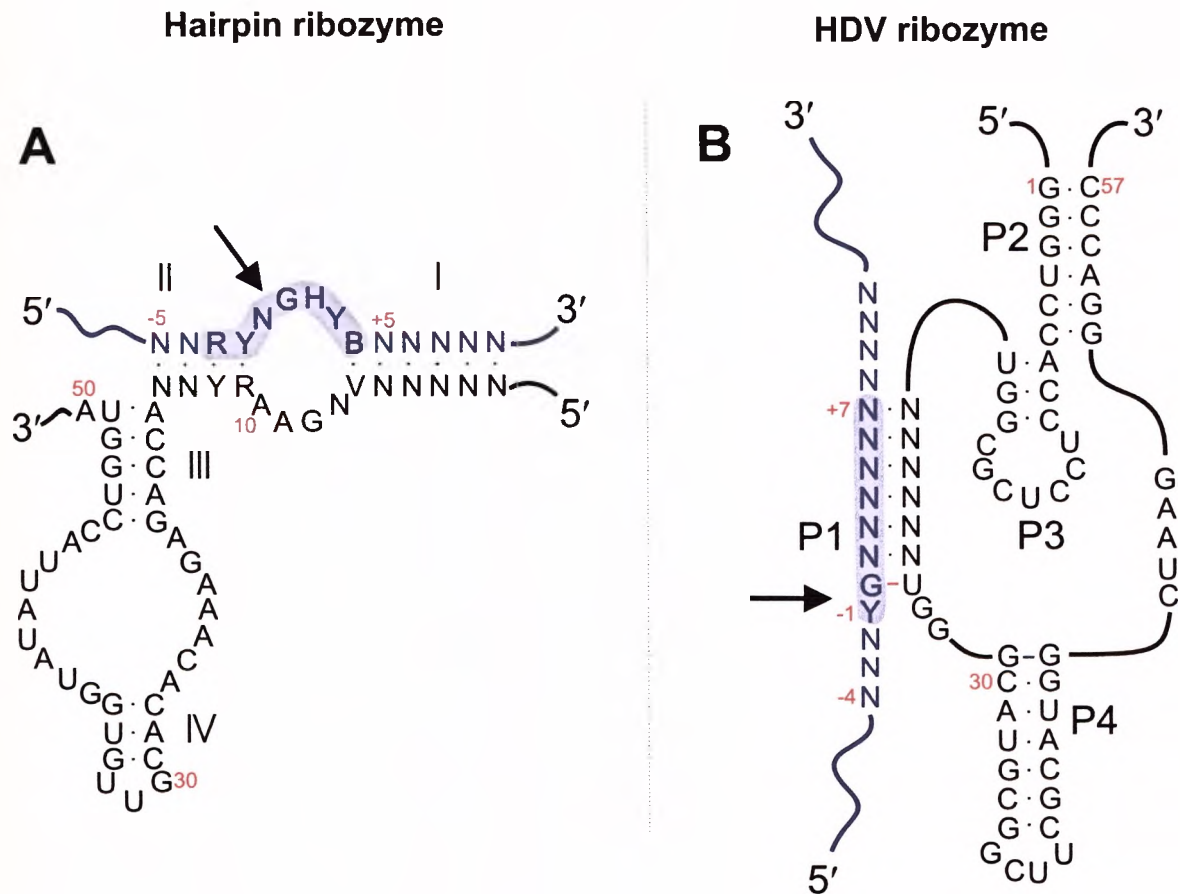 Hairpin ribozyme
HDV ribozyme
A
II
I
5′
-5
N N R Y N G H Y B
+5
N N N N N
3′
N N Y R
A A G N
10
V N N N N N
5′
50
3′
A U G G U C
A C C A G
III
C A U U A U A U G
A G A A A C A
G U G U U
C A C G
30
IV
B
3′
N N N N
+7
N N N N N N G Y
N N N
-4
-1
P1
5′
N N N N N N U G G
5′
3′
1
G G G U C C A C C
C C C A G G
57
P2
U G G G
C G C U C C U
P3
G A A U C
30
G C A U G C G
G G U A C G C
G C U U
P4